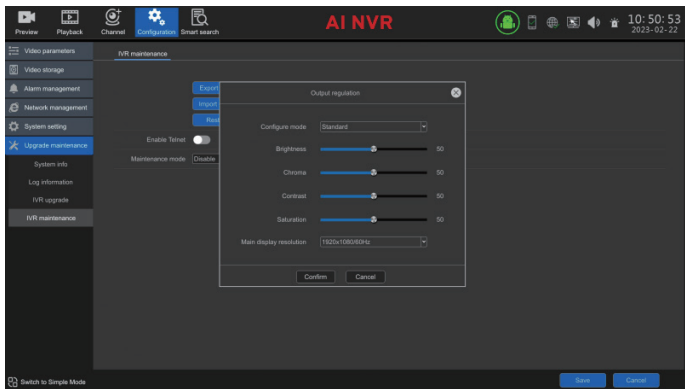 AI NVR
10:50:53
2023-02-22
Preview
Playback
Channel
Configuration
Smart search
Video parameters
Video storage
Alarm management
Network management
System setting
Upgrade maintenance
System info
Log information
IVR upgrade
IVR maintenance
Switch to Simple Mode
IVR maintenance
Export
Import
Enable Telnet
Maintenance mode
Disable
Output regulation
Configure mode
Standard
Brightness
50
Chroma
50
Contrast
50
Saturation
50
Main display resolution
1920x1080/60Hz
Confirm
Cancel
Save
Cancel